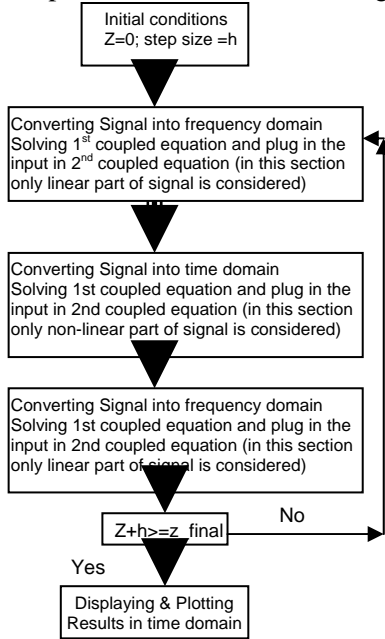 Initial conditions
Z=0; step size =h
Converting Signal into frequency domain
Solving 1st coupled equation and plug in the
input in 2nd coupled equation (in this section
only linear part of signal is considered)
Converting Signal into time domain
Solving 1st coupled equation and plug in the
input in 2nd coupled equation (in this section
only non-linear part of signal is considered)
Converting Signal into frequency domain
Solving 1st coupled equation and plug in the
input in 2nd coupled equation (in this section
only linear part of signal is considered)
Z+h>=z_final
No
Yes
Displaying & Plotting
Results in time domain